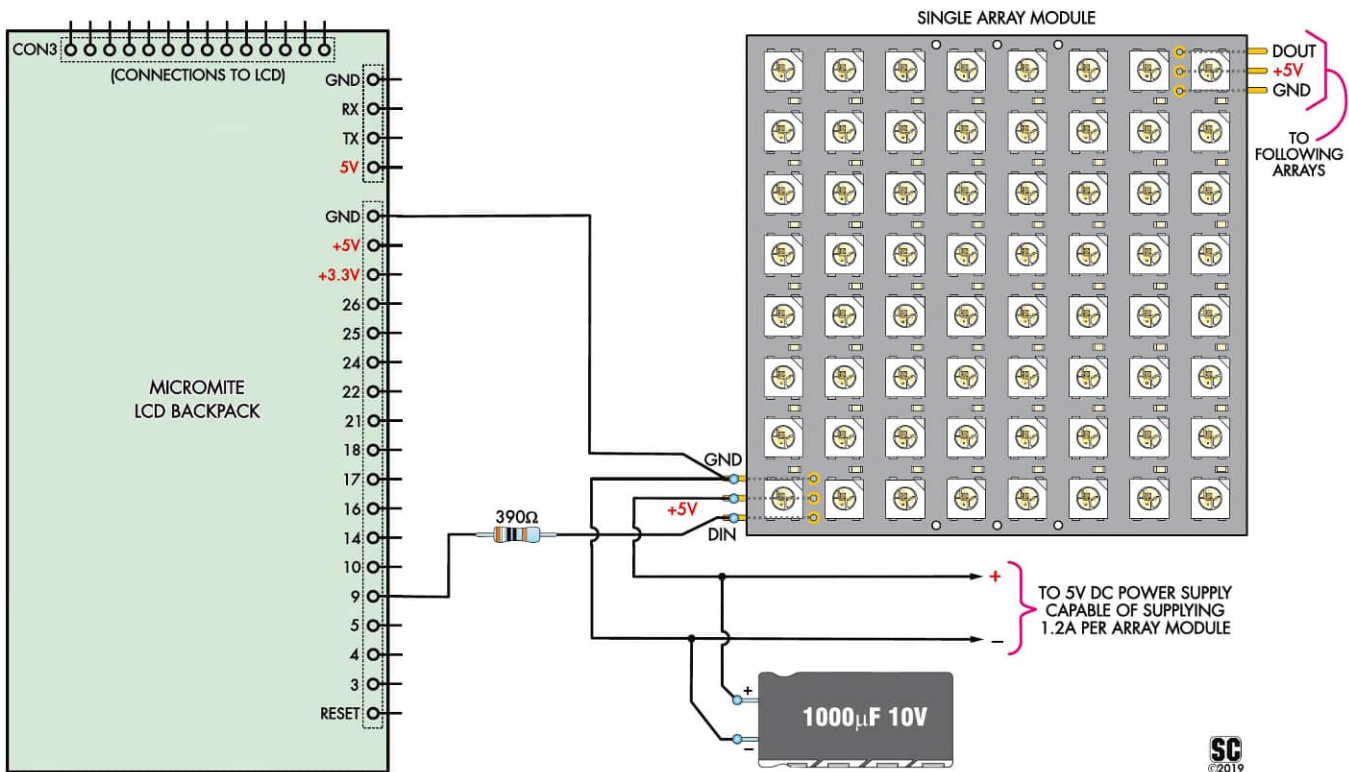 CON3
(CONNECTIONS TO LCD)
GND
RX
TX
5V
GND
+5V
+3.3V
26
25
24
22
21
18
17
16
14
10
9
5
4
3
RESET
MICROMITE
LCD BACKPACK
390Ω
SINGLE ARRAY MODULE
DOUT
+5V
GND
TO
FOLLOWING
ARRAYS
GND
+5V
DIN
+
−
TO 5V DC POWER SUPPLY
CAPABLE OF SUPPLYING
1.2A PER ARRAY MODULE
+
−
1000µF 10V
SC
©2019